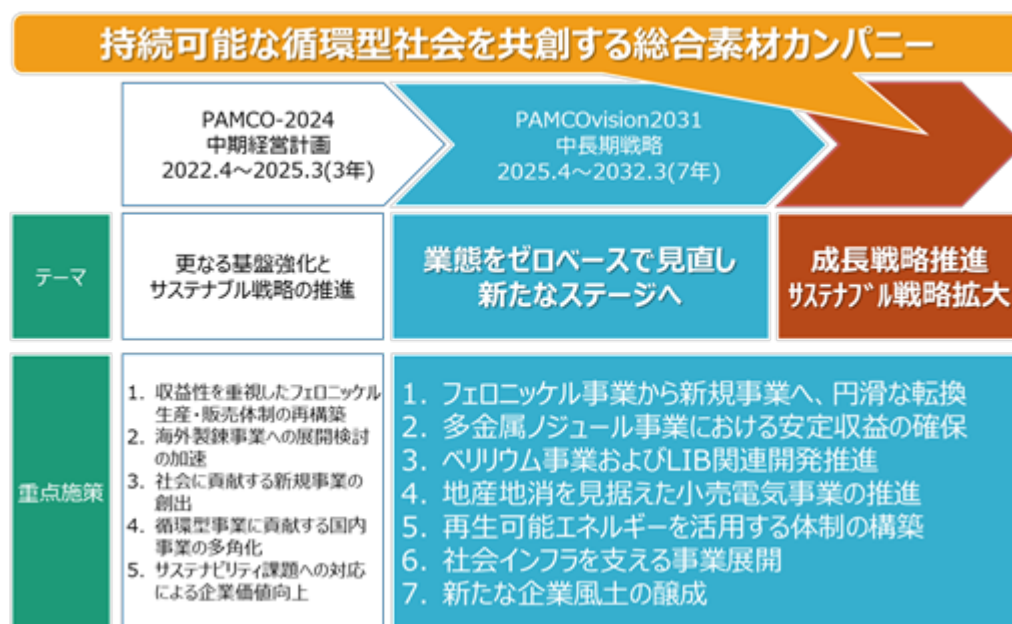 持続可能な循環型社会を共創する総合素材カンパニー
PAMCO-2024
中期経営計画
2022.4～2025.3(3年)
PAMCOvision2031
中長期戦略
2025.4～2032.3(7年)
テーマ
更なる基盤強化と
サステナブル戦略の推進
業態をゼロベースで見直し
新たなステージへ
成長戦略推進
サステナブル戦略拡大
重点施策
1. 収益性を重視したフェロニッケル
生産・販売体制の再構築
2. 海外製錬事業への展開検討
の加速
3. 社会に貢献する新規事業の
創出
4. 循環型事業に貢献する国内
事業の多角化
5. サステナビリティ課題への対応
による企業価値向上
1. フェロニッケル事業から新規事業へ、円滑な転換
2. 多金属ノジュール事業における安定収益の確保
3. ベリリウム事業およびLIB関連開発推進
4. 地産地消を見据えた小売電気事業の推進
5. 再生可能エネルギーを活用する体制の構築
6. 社会インフラを支える事業展開
7. 新たな企業風土の醸成